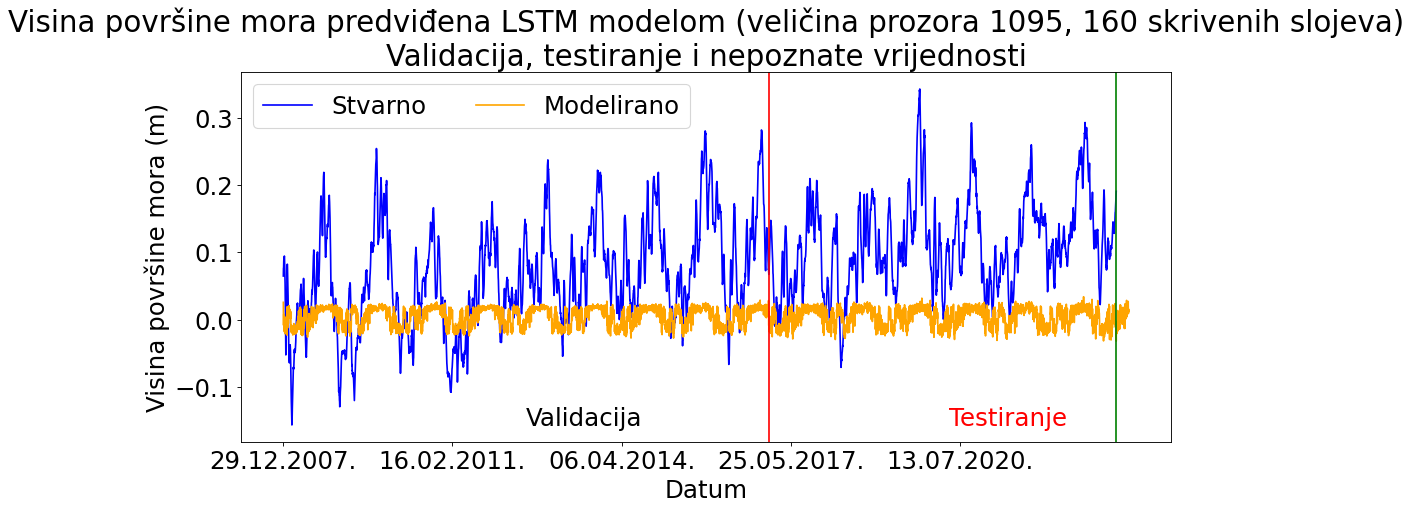 Visina površine mora predviđena LSTM modelom (veličina prozora 1095, 160 skrivenih slojeva)
Validacija, testiranje i nepoznate vrijednosti
Stvarno Modelirano
Visina površine mora (m)
0.3
0.2
0.1
0.0
−0.1
Validacija Testiranje
29.12.2007. 16.02.2011. 06.04.2014. 25.05.2017. 13.07.2020.
Datum